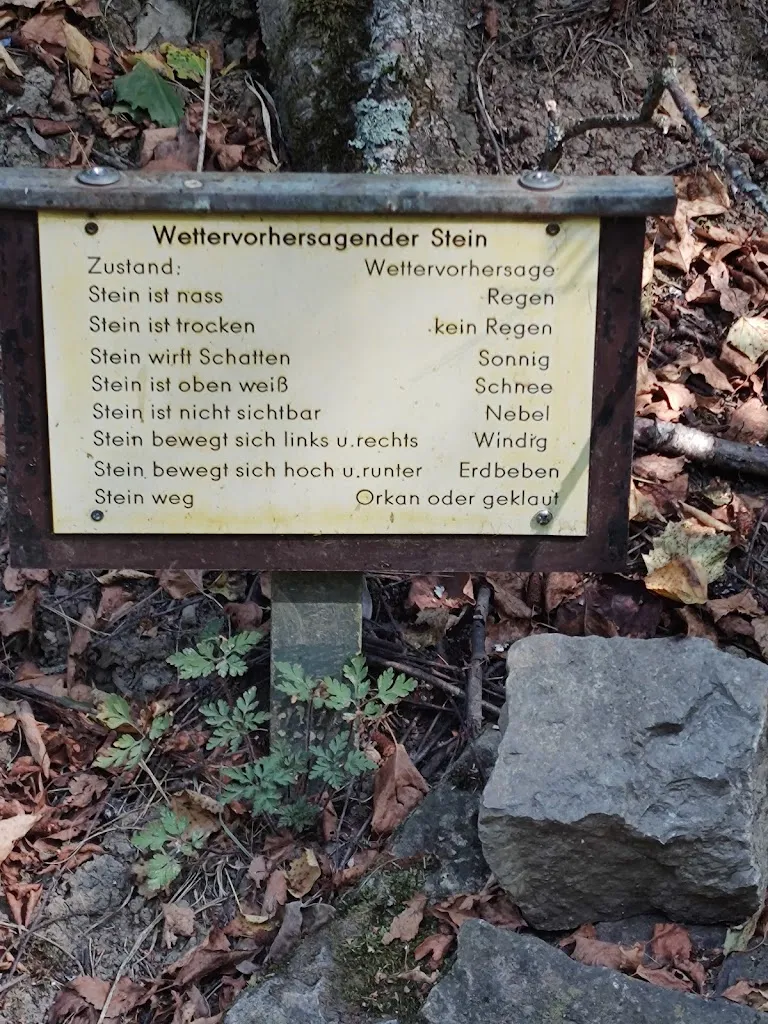 Wettervorhersagender Stein
Zustand: Wettervorhersage
Stein ist nass Regen
Stein ist trocken kein Regen
Stein wirft Schatten Sonnig
Stein ist oben weiß Schnee
Stein ist nicht sichtbar Nebel
Stein bewegt sich links u.rechts Windig
Stein bewegt sich hoch u.runter Erdbeben
Stein weg Orkan oder geklaut